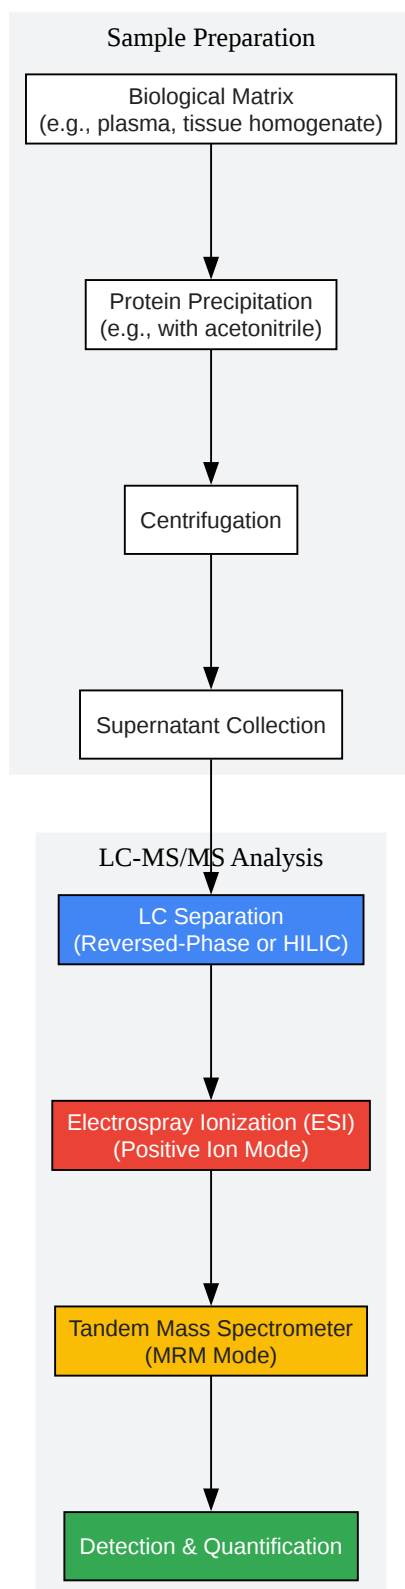 Sample Preparation
Biological Matrix
(e.g., plasma, tissue homogenate)
Protein Precipitation
(e.g., with acetonitrile)
Centrifugation
Supernatant Collection
LC-MS/MS Analysis
LC Separation
(Reversed-Phase or HILIC)
Electrospray Ionization (ESI)
(Positive Ion Mode)
Tandem Mass Spectrometer
(MRM Mode)
Detection & Quantification